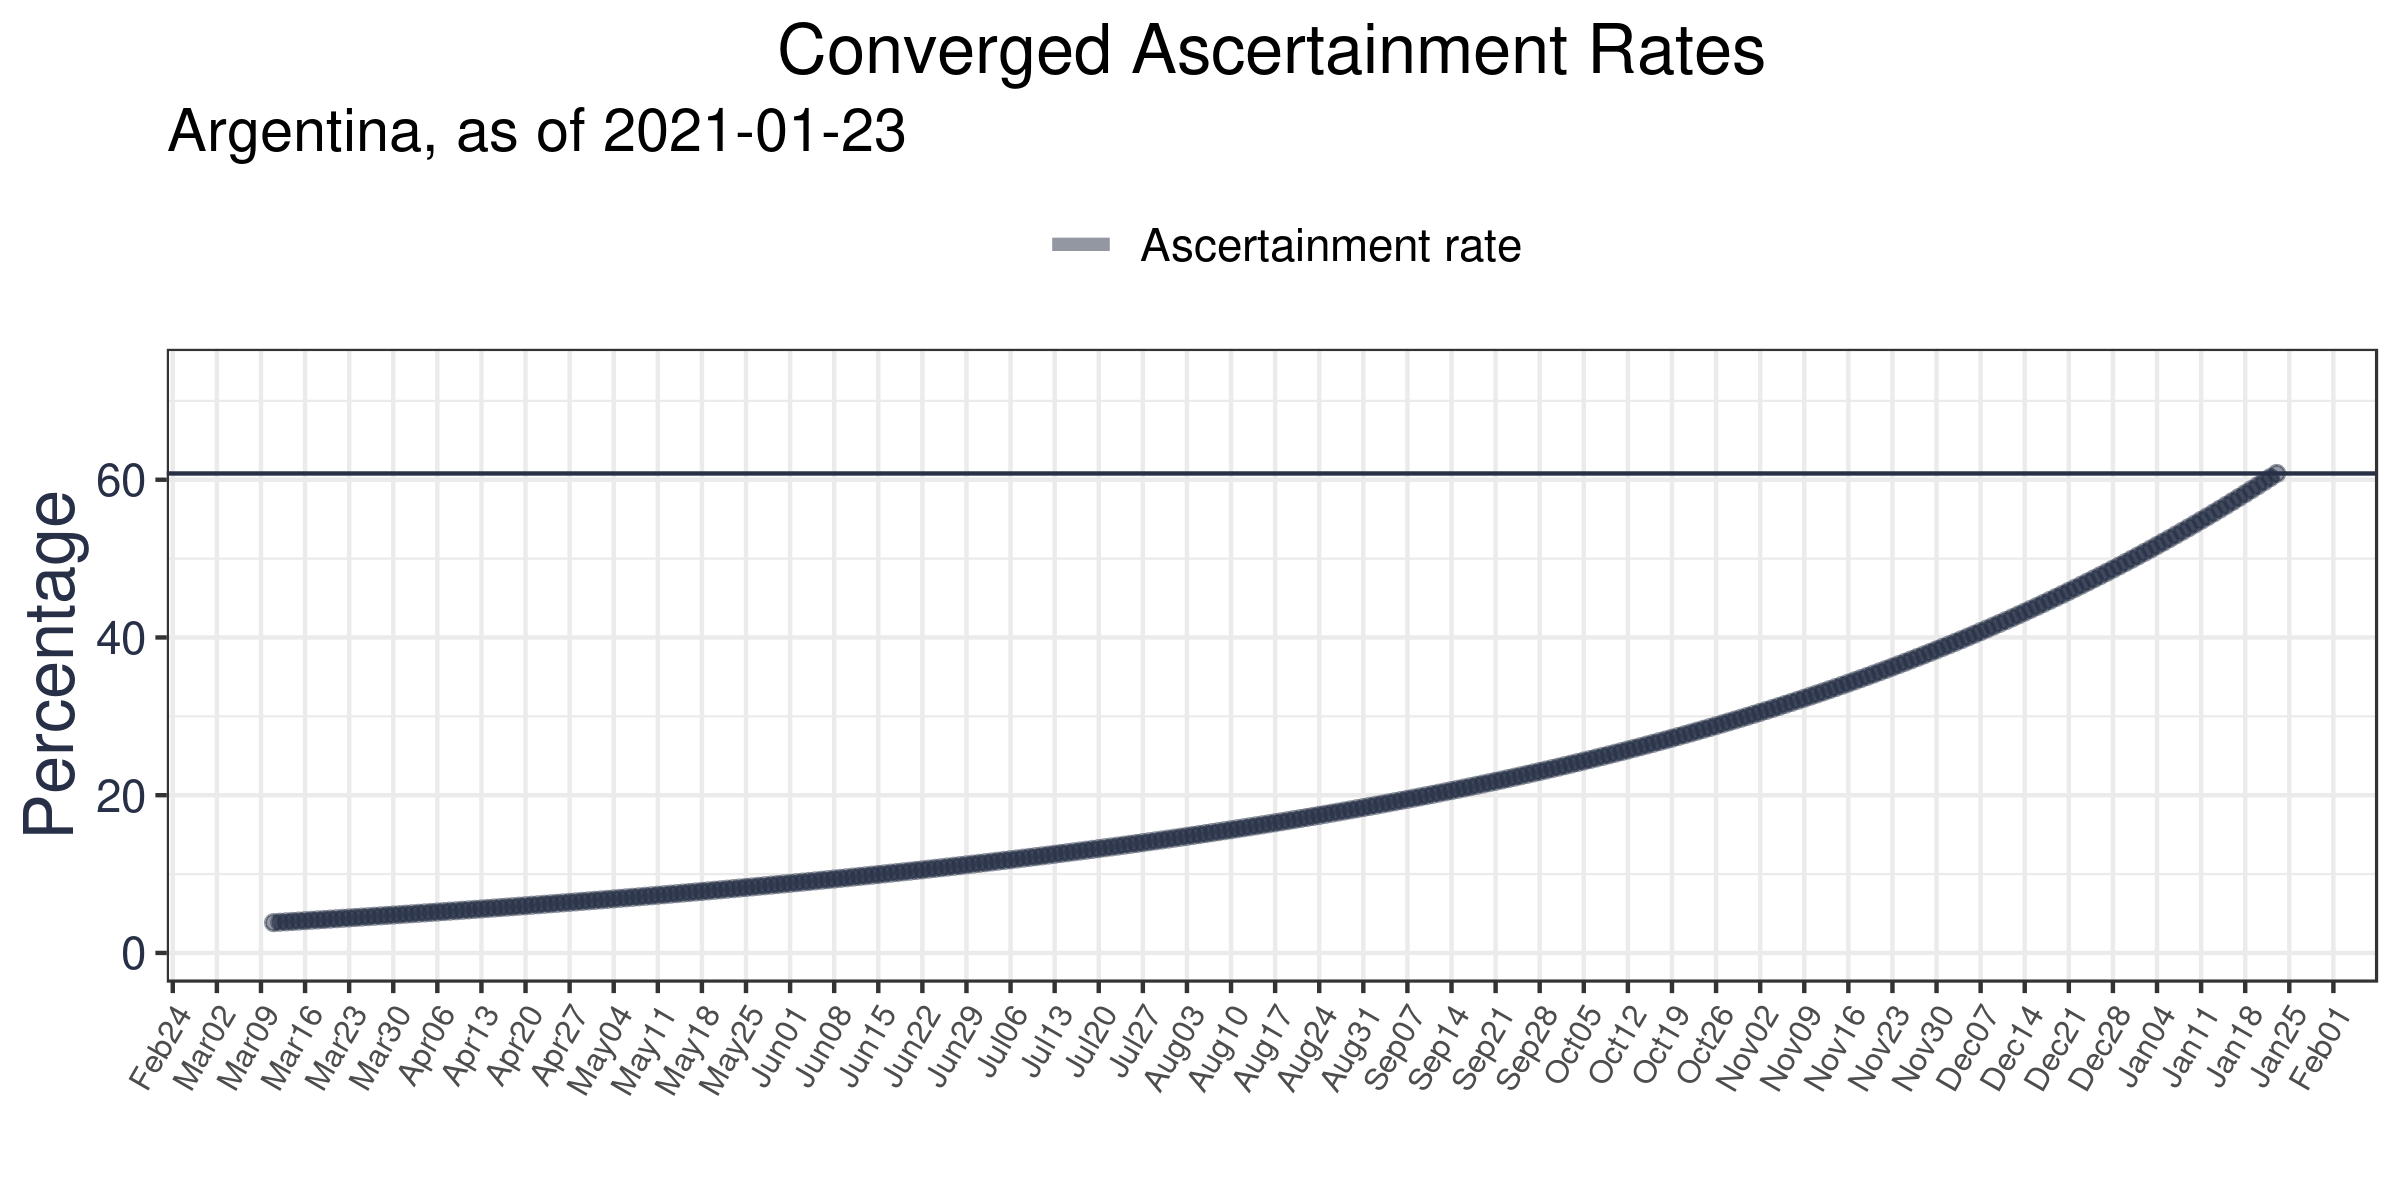 Converged Ascertainment Rates
Argentina, as of 2021-01-23
Ascertainment rate
Percentage
60
40
20
0
Feb24 Mar02 Mar09 Mar16 Mar23 Mar30 Apr06 Apr13 Apr20 Apr27 May04 May11 May18 May25 Jun01 Jun08 Jun15 Jun22 Jun29 Jul06 Jul13 Jul20 Jul27 Aug03 Aug10 Aug17 Aug24 Aug31 Sep07 Sep14 Sep21 Sep28 Oct05 Oct12 Oct19 Oct26 Nov02 Nov09 Nov16 Nov23 Nov30 Dec07 Dec14 Dec21 Dec28 Jan04 Jan11 Jan18 Jan25 Feb01